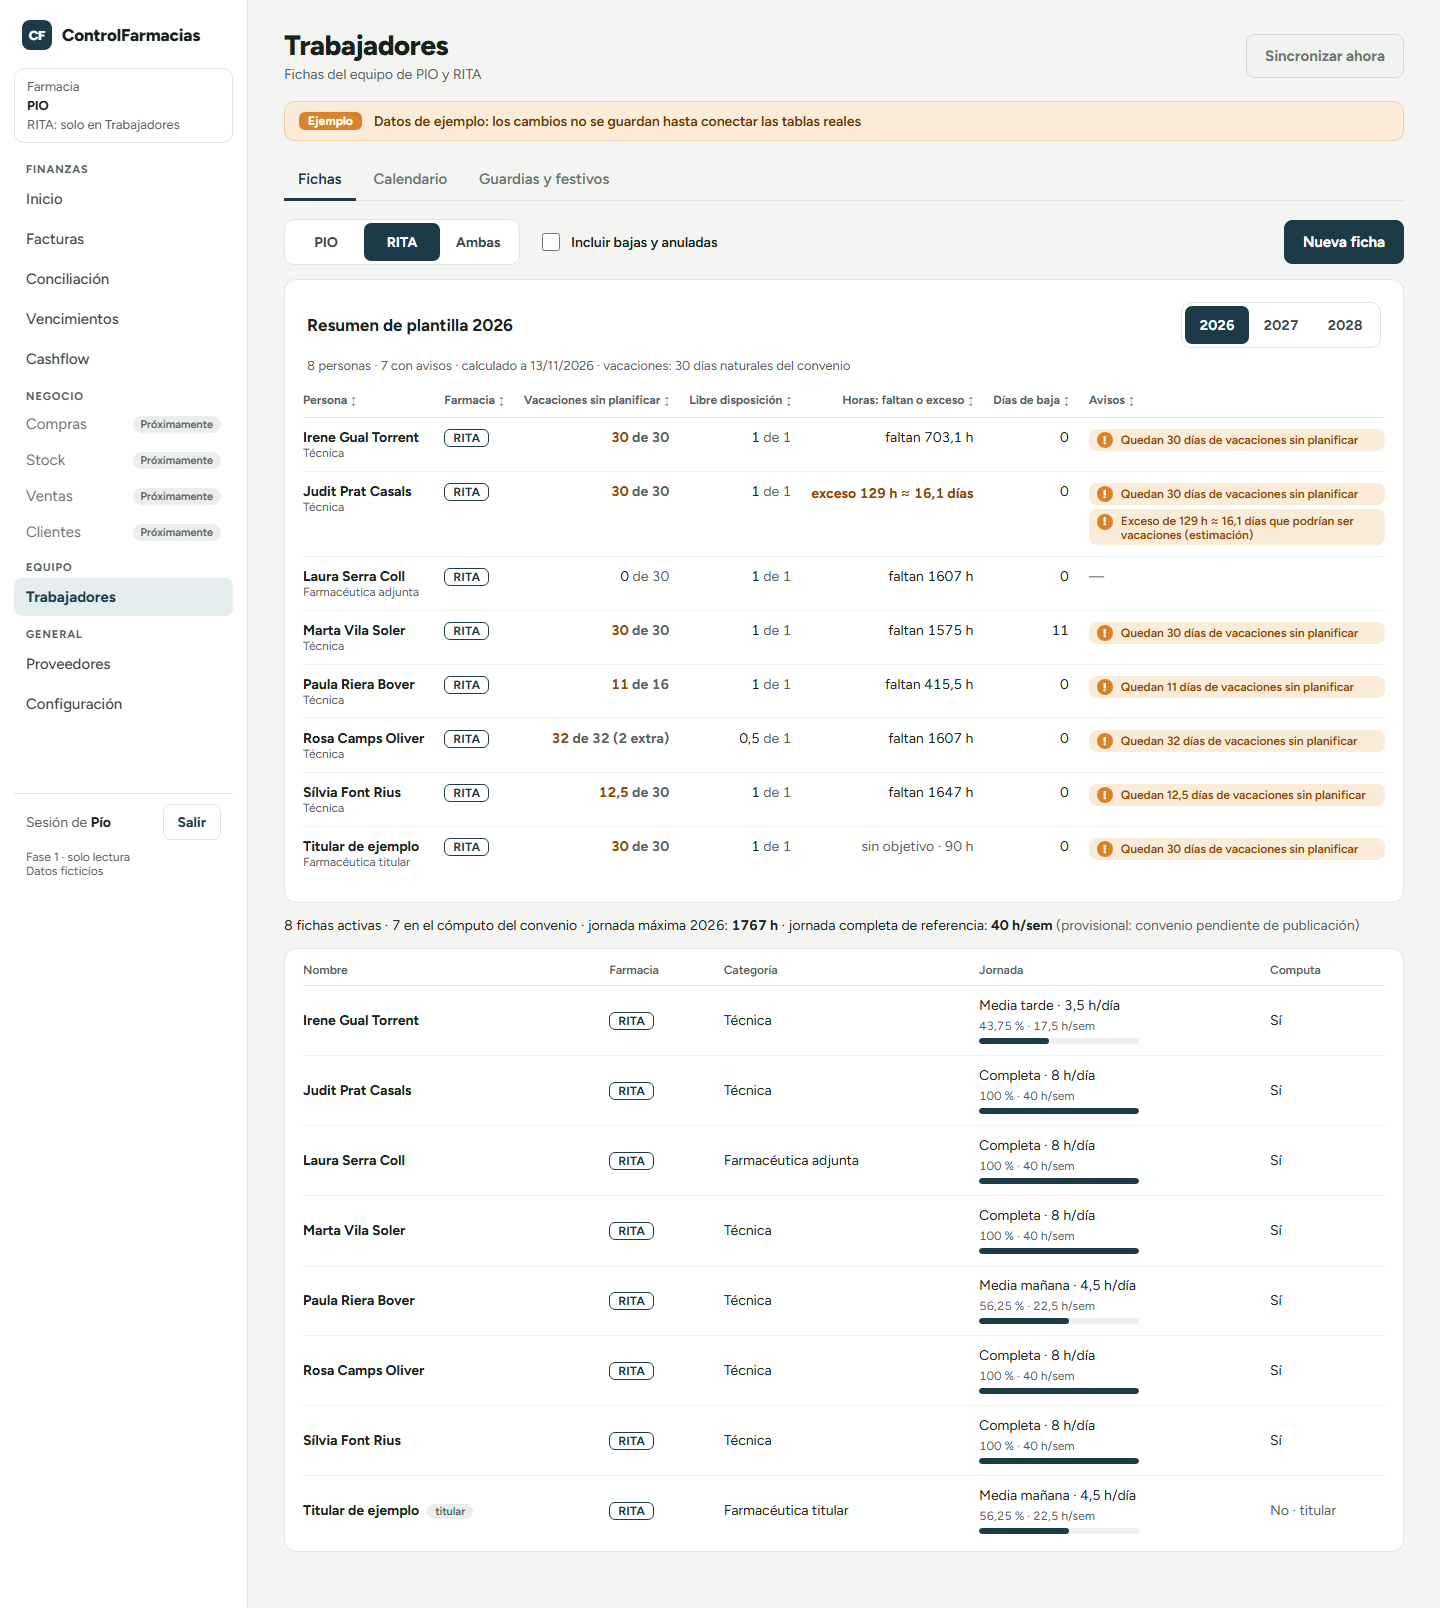 CF ControlFarmacias
Farmacia
PIO
RITA: solo en Trabajadores
FINANZAS
Inicio
Facturas
Conciliación
Vencimientos
Cashflow
NEGOCIO
Compras Próximamente
Stock Próximamente
Ventas Próximamente
Clientes Próximamente
EQUIPO
Trabajadores
GENERAL
Proveedores
Configuración
Sesión de Pío Salir
Fase 1 · solo lectura
Datos ficticios
Trabajadores
Fichas del equipo de PIO y RITA
Sincronizar ahora
Ejemplo Datos de ejemplo: los cambios no se guardan hasta conectar las tablas reales
Fichas Calendario Guardias y festivos
PIO RITA Ambas Incluir bajas y anuladas Nueva ficha
Resumen de plantilla 2026 2026 2027 2028
8 personas · 7 con avisos · calculado a 13/11/2026 · vacaciones: 30 días naturales del convenio
Persona ↕ Farmacia ↕ Vacaciones sin planificar ↕ Libre disposición ↕ Horas: faltan o exceso ↕ Días de baja ↕ Avisos ↕
Irene Gual Torrent RITA 30 de 30 1 de 1 faltan 703,1 h 0 ! Quedan 30 días de vacaciones sin planificar
Técnica
Judit Prat Casals RITA 30 de 30 1 de 1 exceso 129 h ≈ 16,1 días 0 ! Quedan 30 días de vacaciones sin planificar
Técnica
! Exceso de 129 h ≈ 16,1 días que podrían ser
vacaciones (estimación)
Laura Serra Coll RITA 0 de 30 1 de 1 faltan 1607 h 0 —
Farmacéutica adjunta
Marta Vila Soler RITA 30 de 30 1 de 1 faltan 1575 h 11 ! Quedan 30 días de vacaciones sin planificar
Técnica
Paula Riera Bover RITA 11 de 16 1 de 1 faltan 415,5 h 0 ! Quedan 11 días de vacaciones sin planificar
Técnica
Rosa Camps Oliver RITA 32 de 32 (2 extra) 0,5 de 1 faltan 1607 h 0 ! Quedan 32 días de vacaciones sin planificar
Técnica
Sílvia Font Rius RITA 12,5 de 30 1 de 1 faltan 1647 h 0 ! Quedan 12,5 días de vacaciones sin planificar
Técnica
Titular de ejemplo RITA 30 de 30 1 de 1 sin objetivo · 90 h 0 ! Quedan 30 días de vacaciones sin planificar
Farmacéutica titular
8 fichas activas · 7 en el cómputo del convenio · jornada máxima 2026: 1767 h · jornada completa de referencia: 40 h/sem (provisional: convenio pendiente de publicación)
Nombre Farmacia Categoría Jornada Computa
Irene Gual Torrent RITA Técnica Media tarde · 3,5 h/día Sí
43,75 % · 17,5 h/sem
Judit Prat Casals RITA Técnica Completa · 8 h/día Sí
100 % · 40 h/sem
Laura Serra Coll RITA Farmacéutica adjunta Completa · 8 h/día Sí
100 % · 40 h/sem
Marta Vila Soler RITA Técnica Completa · 8 h/día Sí
100 % · 40 h/sem
Paula Riera Bover RITA Técnica Media mañana · 4,5 h/día Sí
56,25 % · 22,5 h/sem
Rosa Camps Oliver RITA Técnica Completa · 8 h/día Sí
100 % · 40 h/sem
Sílvia Font Rius RITA Técnica Completa · 8 h/día Sí
100 % · 40 h/sem
Titular de ejemplo titular RITA Farmacéutica titular Media mañana · 4,5 h/día No · titular
56,25 % · 22,5 h/sem